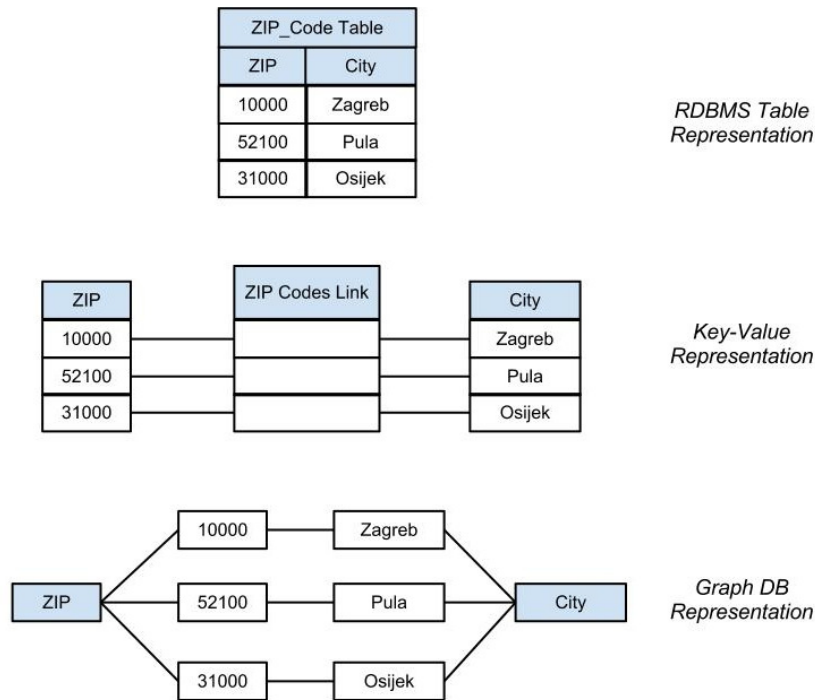 ZIP_Code Table
ZIP City
10000 Zagreb
52100 Pula
31000 Osijek
RDBMS Table
Representation
ZIP ZIP Codes Link City
10000 Zagreb
52100 Pula
31000 Osijek
Key-Value
Representation
10000 Zagreb
ZIP 52100 Pula City
31000 Osijek
Graph DB
Representation